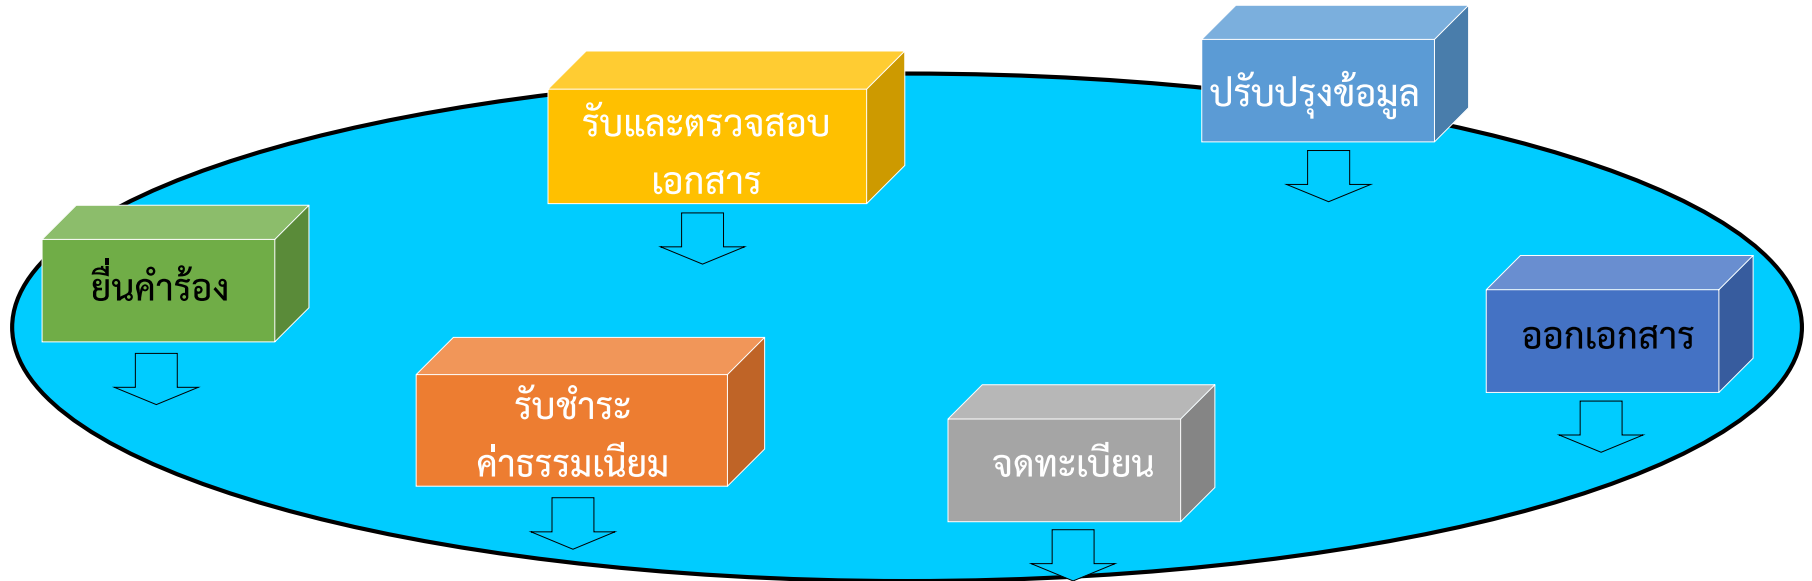 ปรับปรุงข้อมูล
รับและตรวจสอบ
เอกสาร
ยื่นคำร้อง
ออกเอกสาร
รับชำระ
ค่าธรรมเนียม
จดทะเบียน